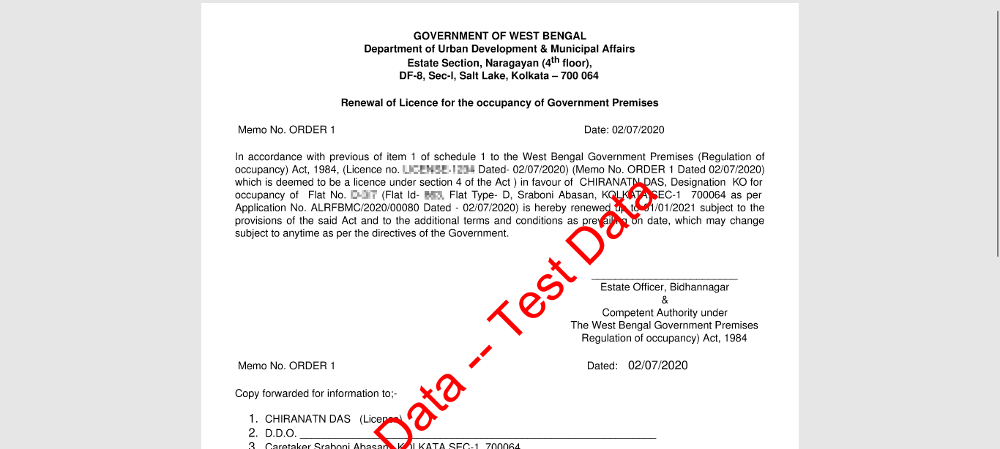 GOVERNMENT OF WEST BENGAL
Department of Urban Development & Municipal Affairs
Estate Section, Naragayan (4th floor),
DF-8, Sec-I, Salt Lake, Kolkata – 700 064
Renewal of Licence for the occupancy of Government Premises
Memo No. ORDER 1 Date: 02/07/2020
In accordance with previous of item 1 of schedule 1 to the West Bengal Government Premises (Regulation of
occupancy) Act, 1984, (Licence no. Dated- 02/07/2020) (Memo No. ORDER 1 Dated 02/07/2020)
which is deemed to be a licence under section 4 of the Act ) in favour of CHIRANATN DAS, Designation KO for
occupancy of Flat No. (Flat Id- Flat Type- D, Sraboni Abasan, KOLKATA SEC-1 700064 as per
Application No. ALRFBMC/2020/00080 Dated - 02/07/2020) is hereby renewed up to 01/01/2021 subject to the
provisions of the said Act and to the additional terms and conditions as prevailing on date, which may change
subject to anytime as per the directives of the Government.
Estate Officer, Bidhannagar
&
Competent Authority under
The West Bengal Government Premises
Regulation of occupancy) Act, 1984
Memo No. ORDER 1 Dated: 02/07/2020
Copy forwarded for information to;-
1. CHIRANATN DAS (Licence)
2. D.D.O.
3. Caretaker Sraboni Abasan, KOLKATA SEC-1, 700064
Data -- Test Data